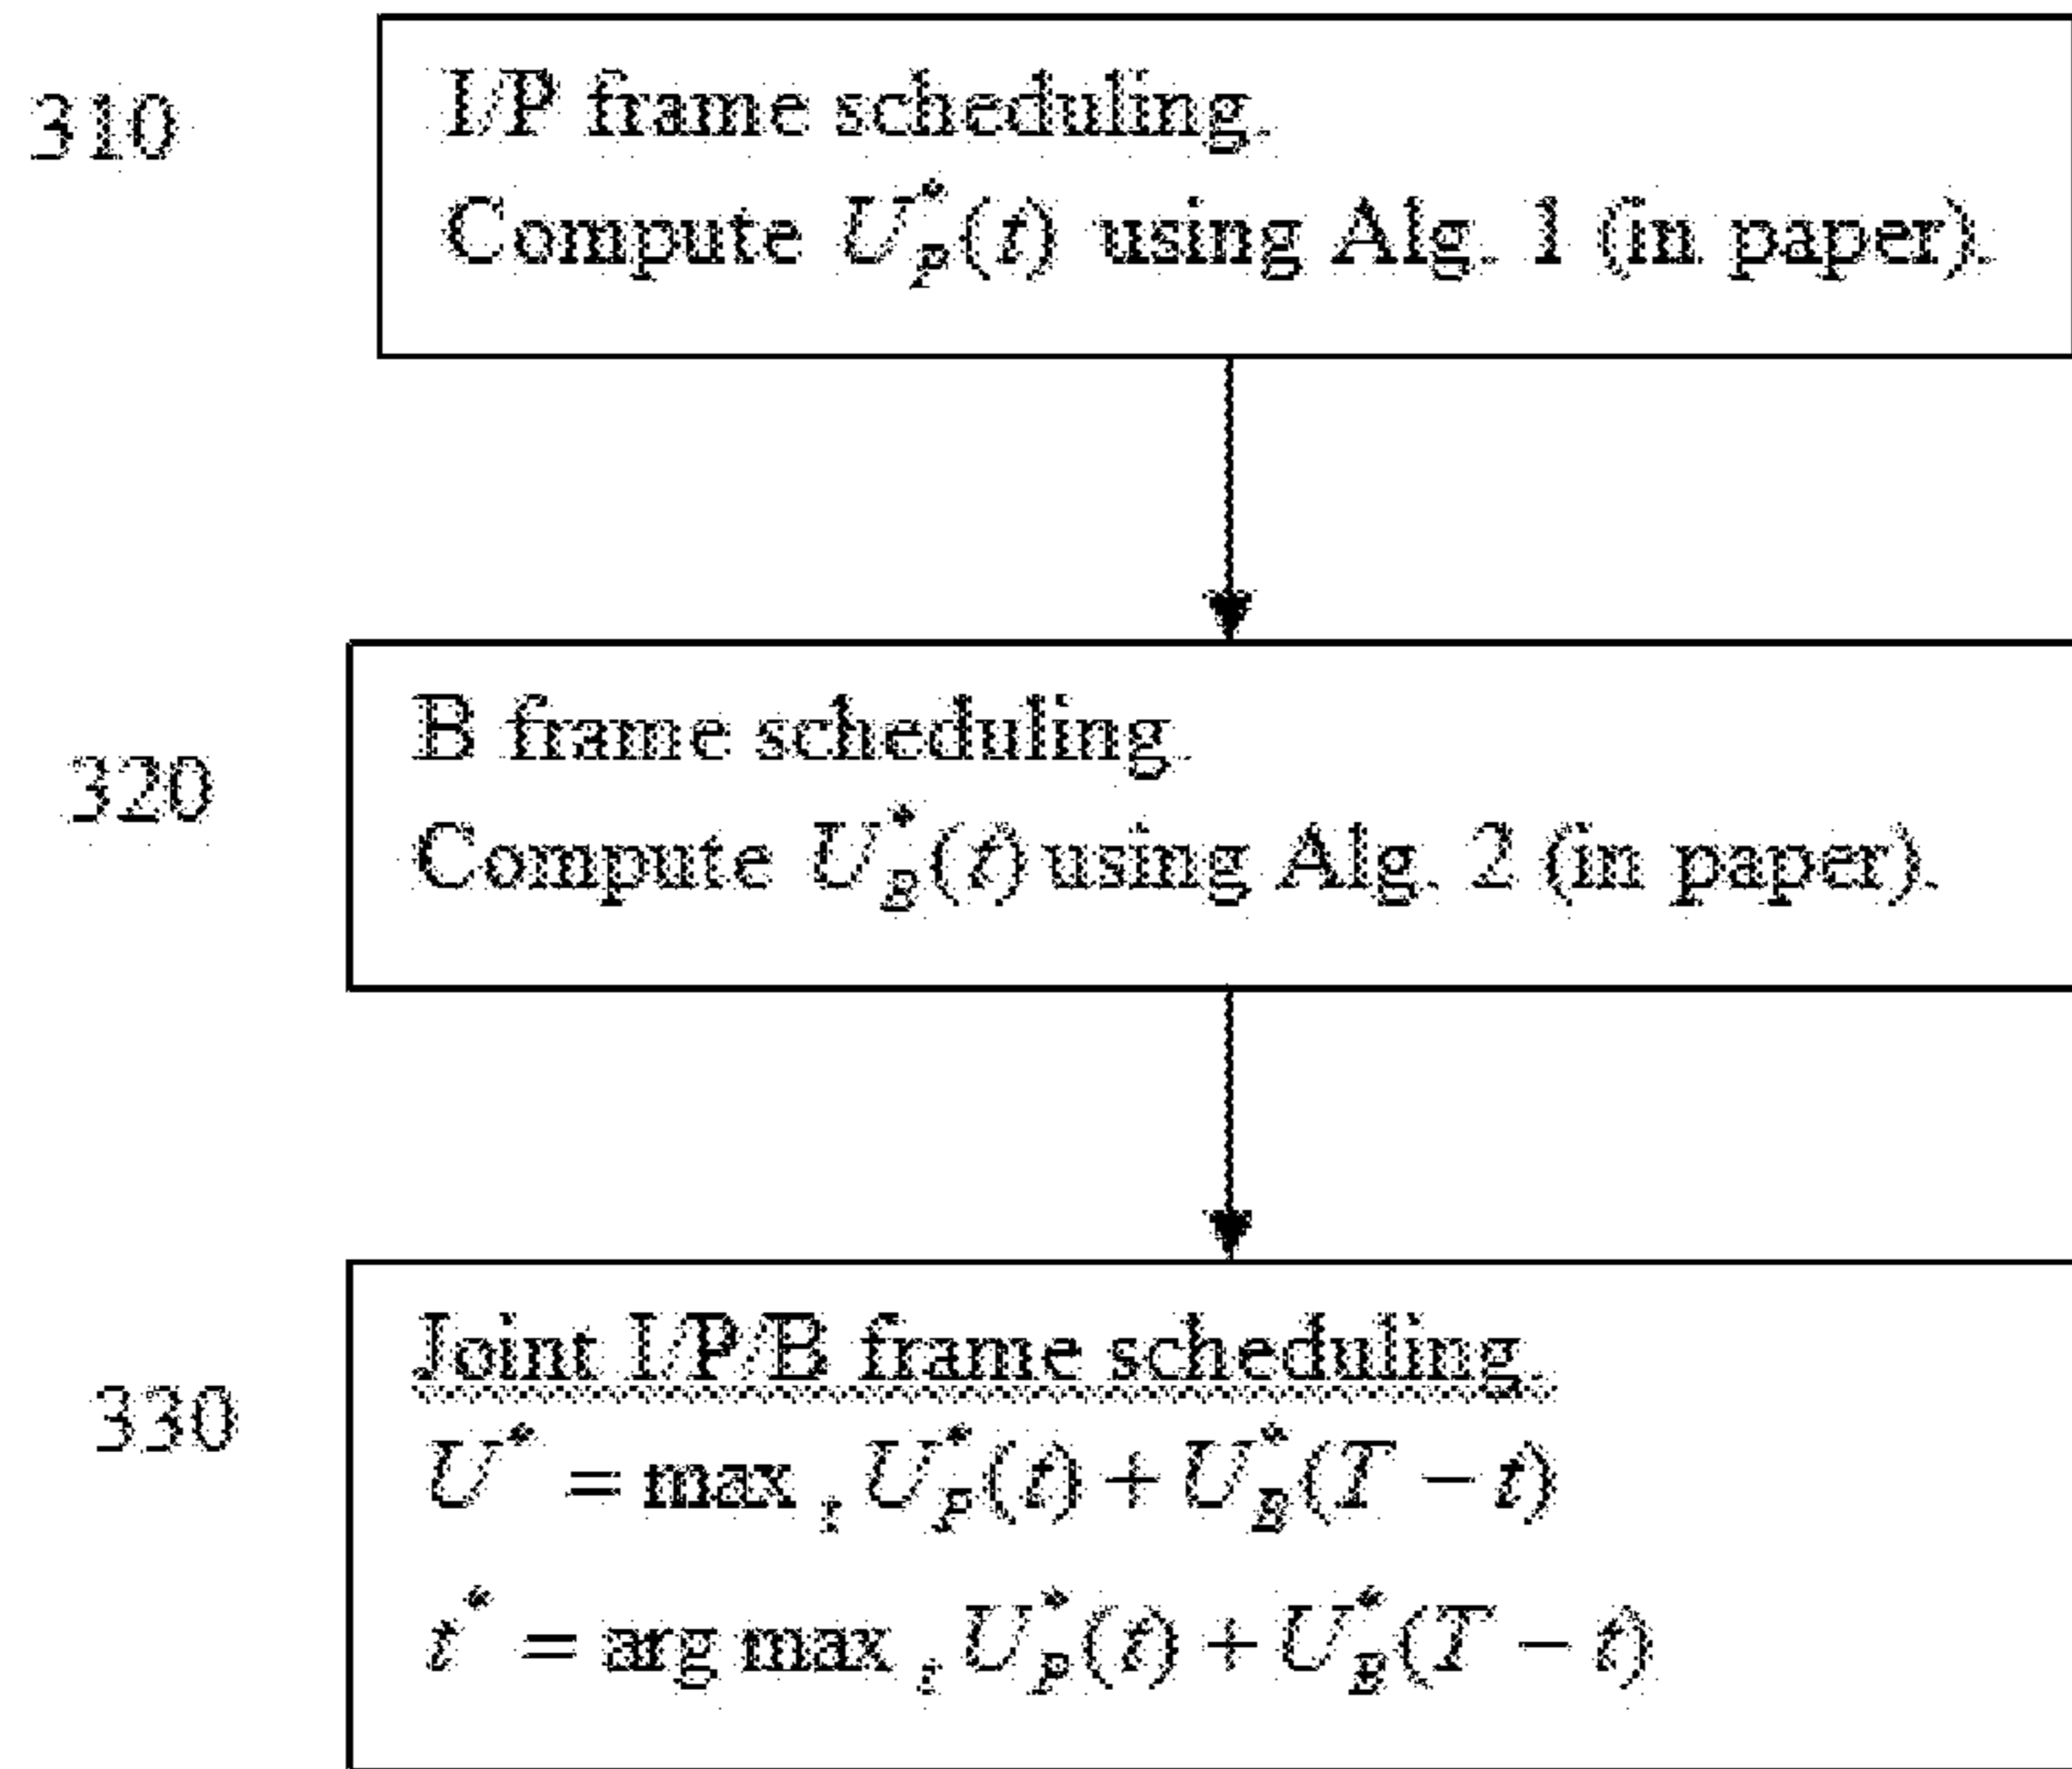 310
I/P frame scheduling.
Compute U*P(t) using Alg. 1 (in paper).
320
B frame scheduling.
Compute U*B(t) using Alg. 2 (in paper).
330
Joint I/P/B frame scheduling.
U* = max t U*P(t) + U*B(T − t)
t* = arg max t U*P(t) + U*B(T − t)